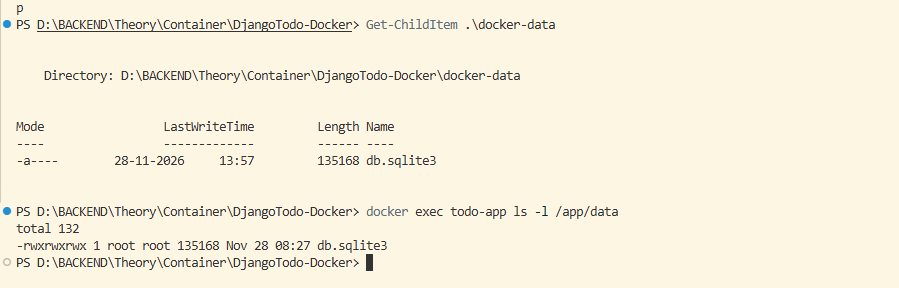 p
PS D:\BACKEND\Theory\Container\DjangoTodo-Docker> Get-ChildItem .\docker-data
Directory: D:\BACKEND\Theory\Container\DjangoTodo-Docker\docker-data
Mode                 LastWriteTime         Length Name
----                 -------------         ------ ----
-a----        28-11-2026     13:57         135168 db.sqlite3
PS D:\BACKEND\Theory\Container\DjangoTodo-Docker> docker exec todo-app ls -l /app/data
total 132
-rwxrwxrwx 1 root root 135168 Nov 28 08:27 db.sqlite3
PS D:\BACKEND\Theory\Container\DjangoTodo-Docker>